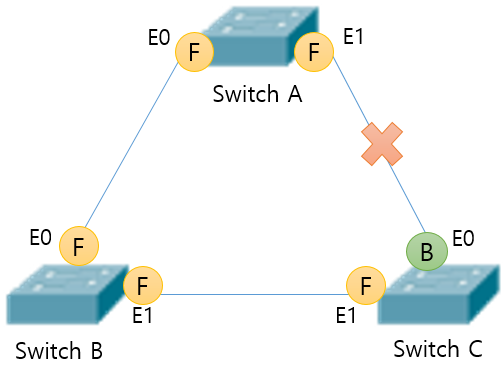 E0 F F E1
Switch A
E0 F B E0
F F
E1 E1
Switch B Switch C